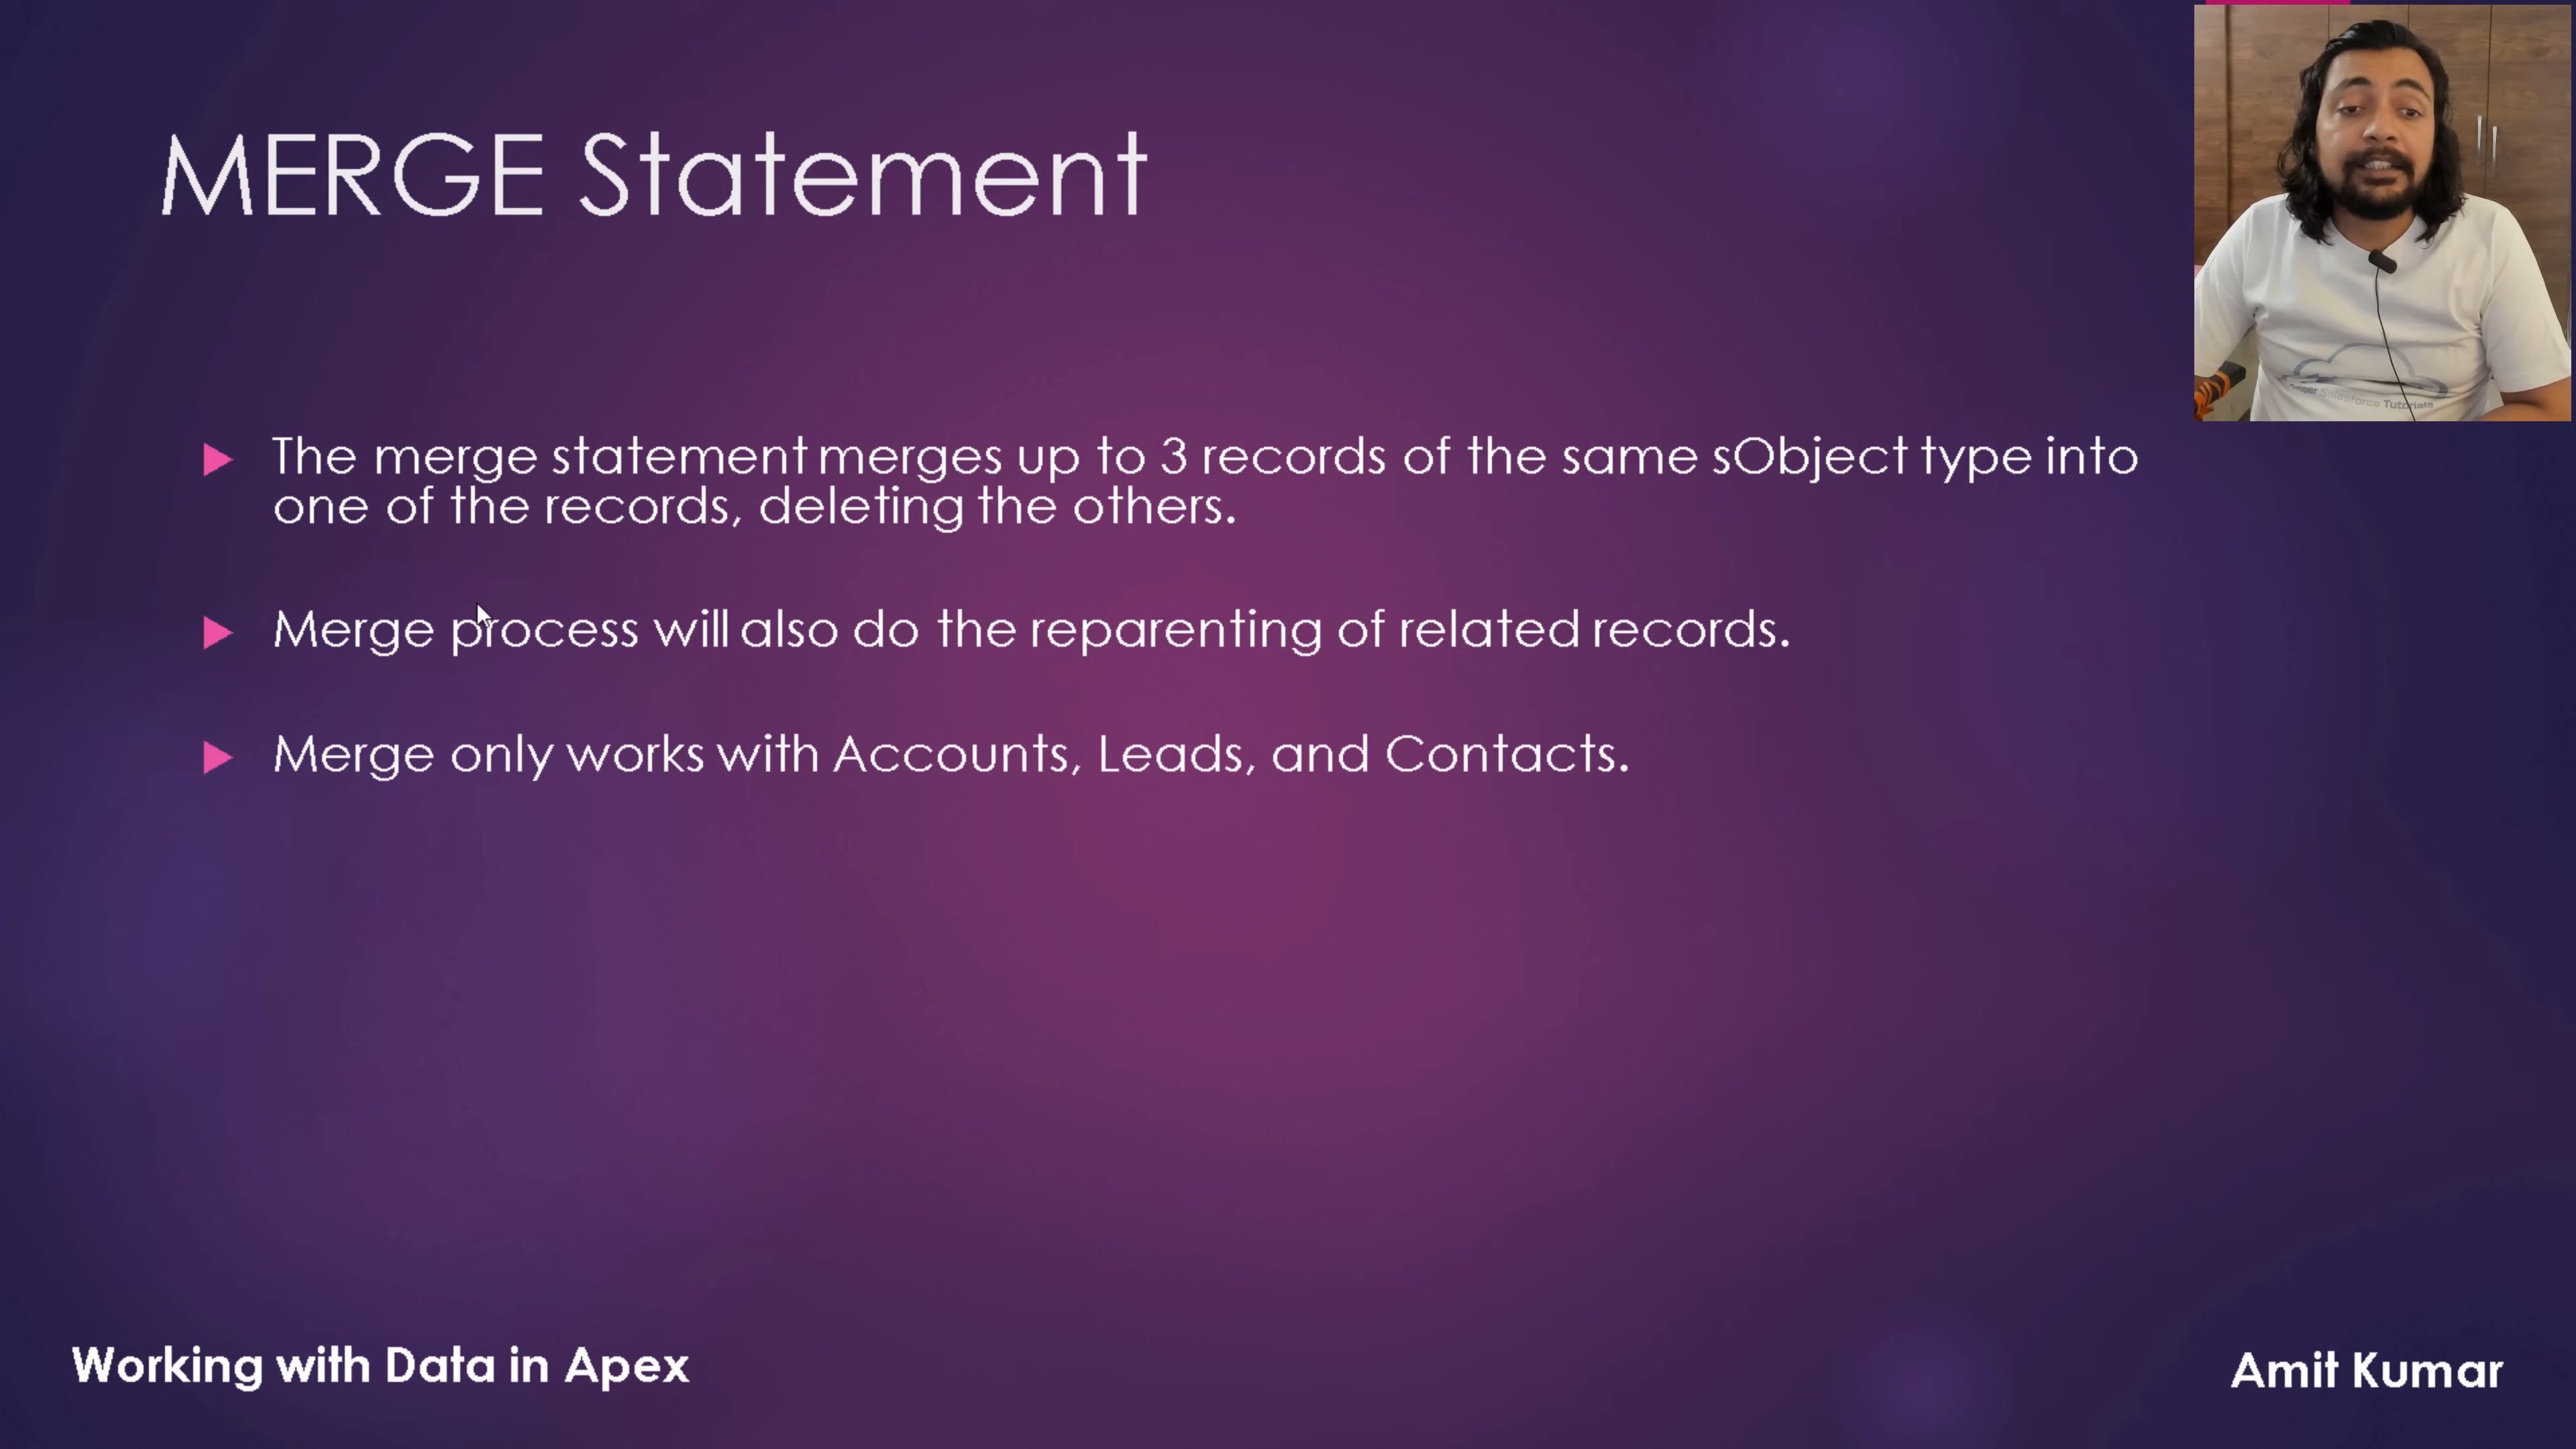 MERGE Statement
The merge statement merges up to 3 records of the same sObject type into
one of the records, deleting the others.
Merge process will also do the reparenting of related records.
Merge only works with Accounts, Leads, and Contacts.
Salesforce Tutorials
Working with Data in Apex
Amit Kumar